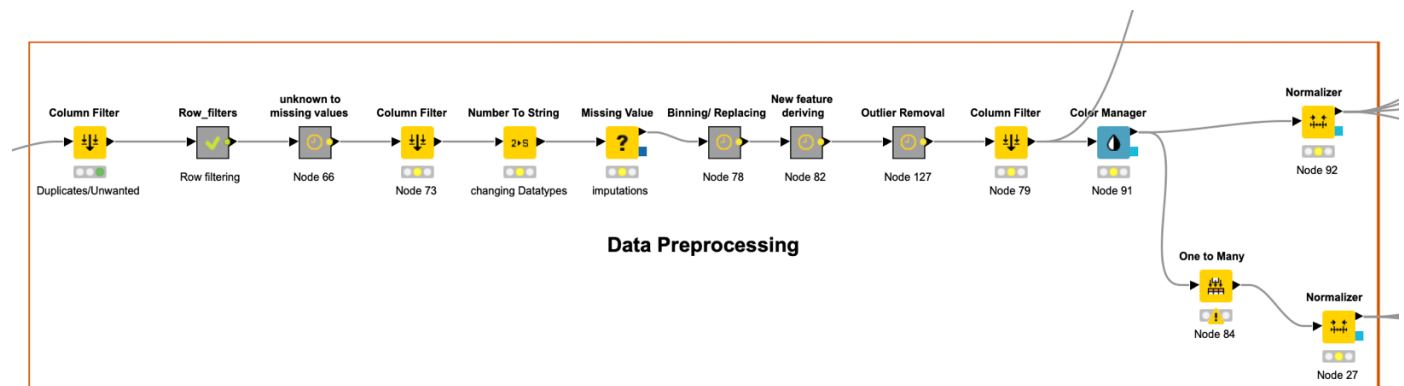 Column Filter
Duplicates/Unwanted
Row_filters
Row filtering
unknown to
missing values
Node 66
Column Filter
Node 73
Number To String
2▸S
changing Datatypes
Missing Value
?
imputations
Binning/ Replacing
Node 78
New feature
deriving
Node 82
Outlier Removal
Node 127
Column Filter
Node 79
Color Manager
Node 91
Normalizer
Node 92
Data Preprocessing
One to Many
Node 84
Normalizer
Node 27